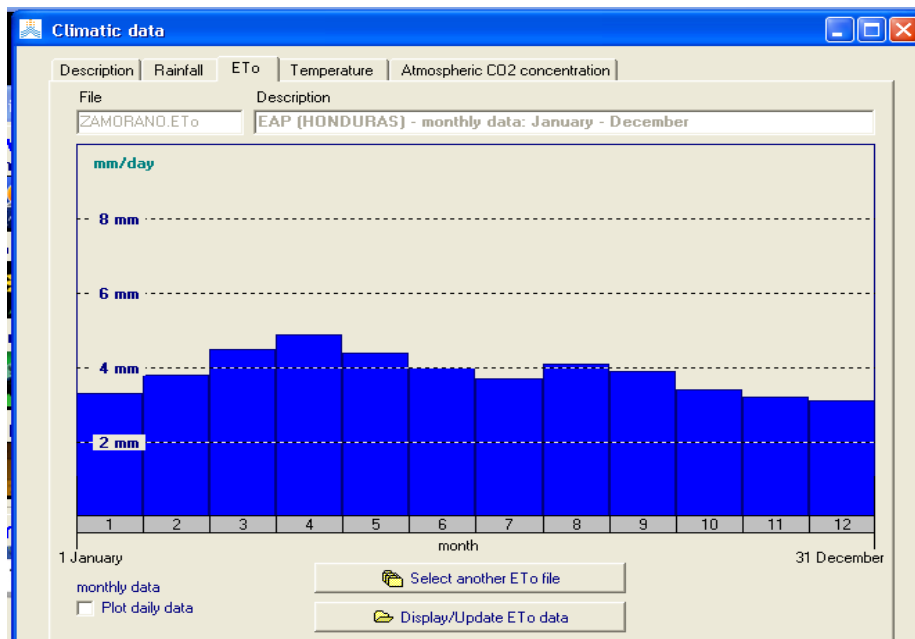 Climatic data
Description Rainfall ETo Temperature Atmospheric CO2 concentration
File Description
ZAMORANO.ETo EAP (HONDURAS) - monthly data: January - December
mm/day
8 mm
6 mm
4 mm
2 mm
1 2 3 4 5 6 7 8 9 10 11 12
month
1 January 31 December
Select another ETo file
monthly data
Plot daily data
Display/Update ETo data